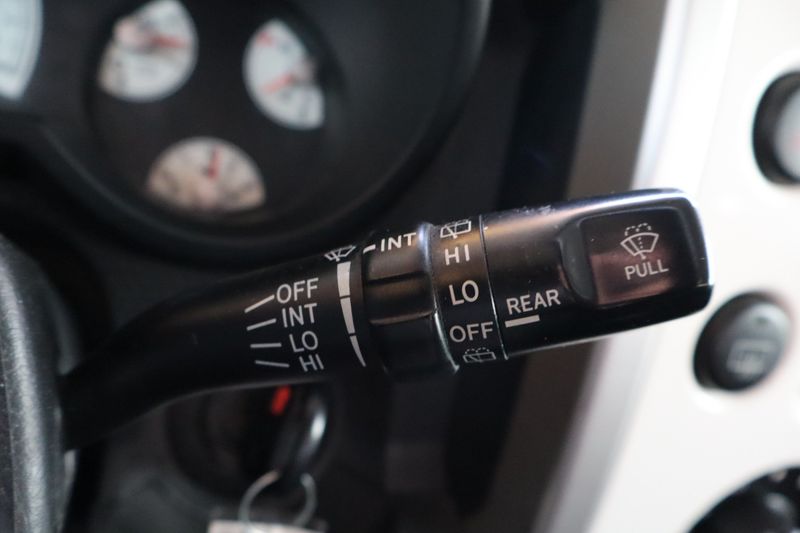 OFF
INT
LO
HI
INT
HI
LO
OFF
REAR
PULL